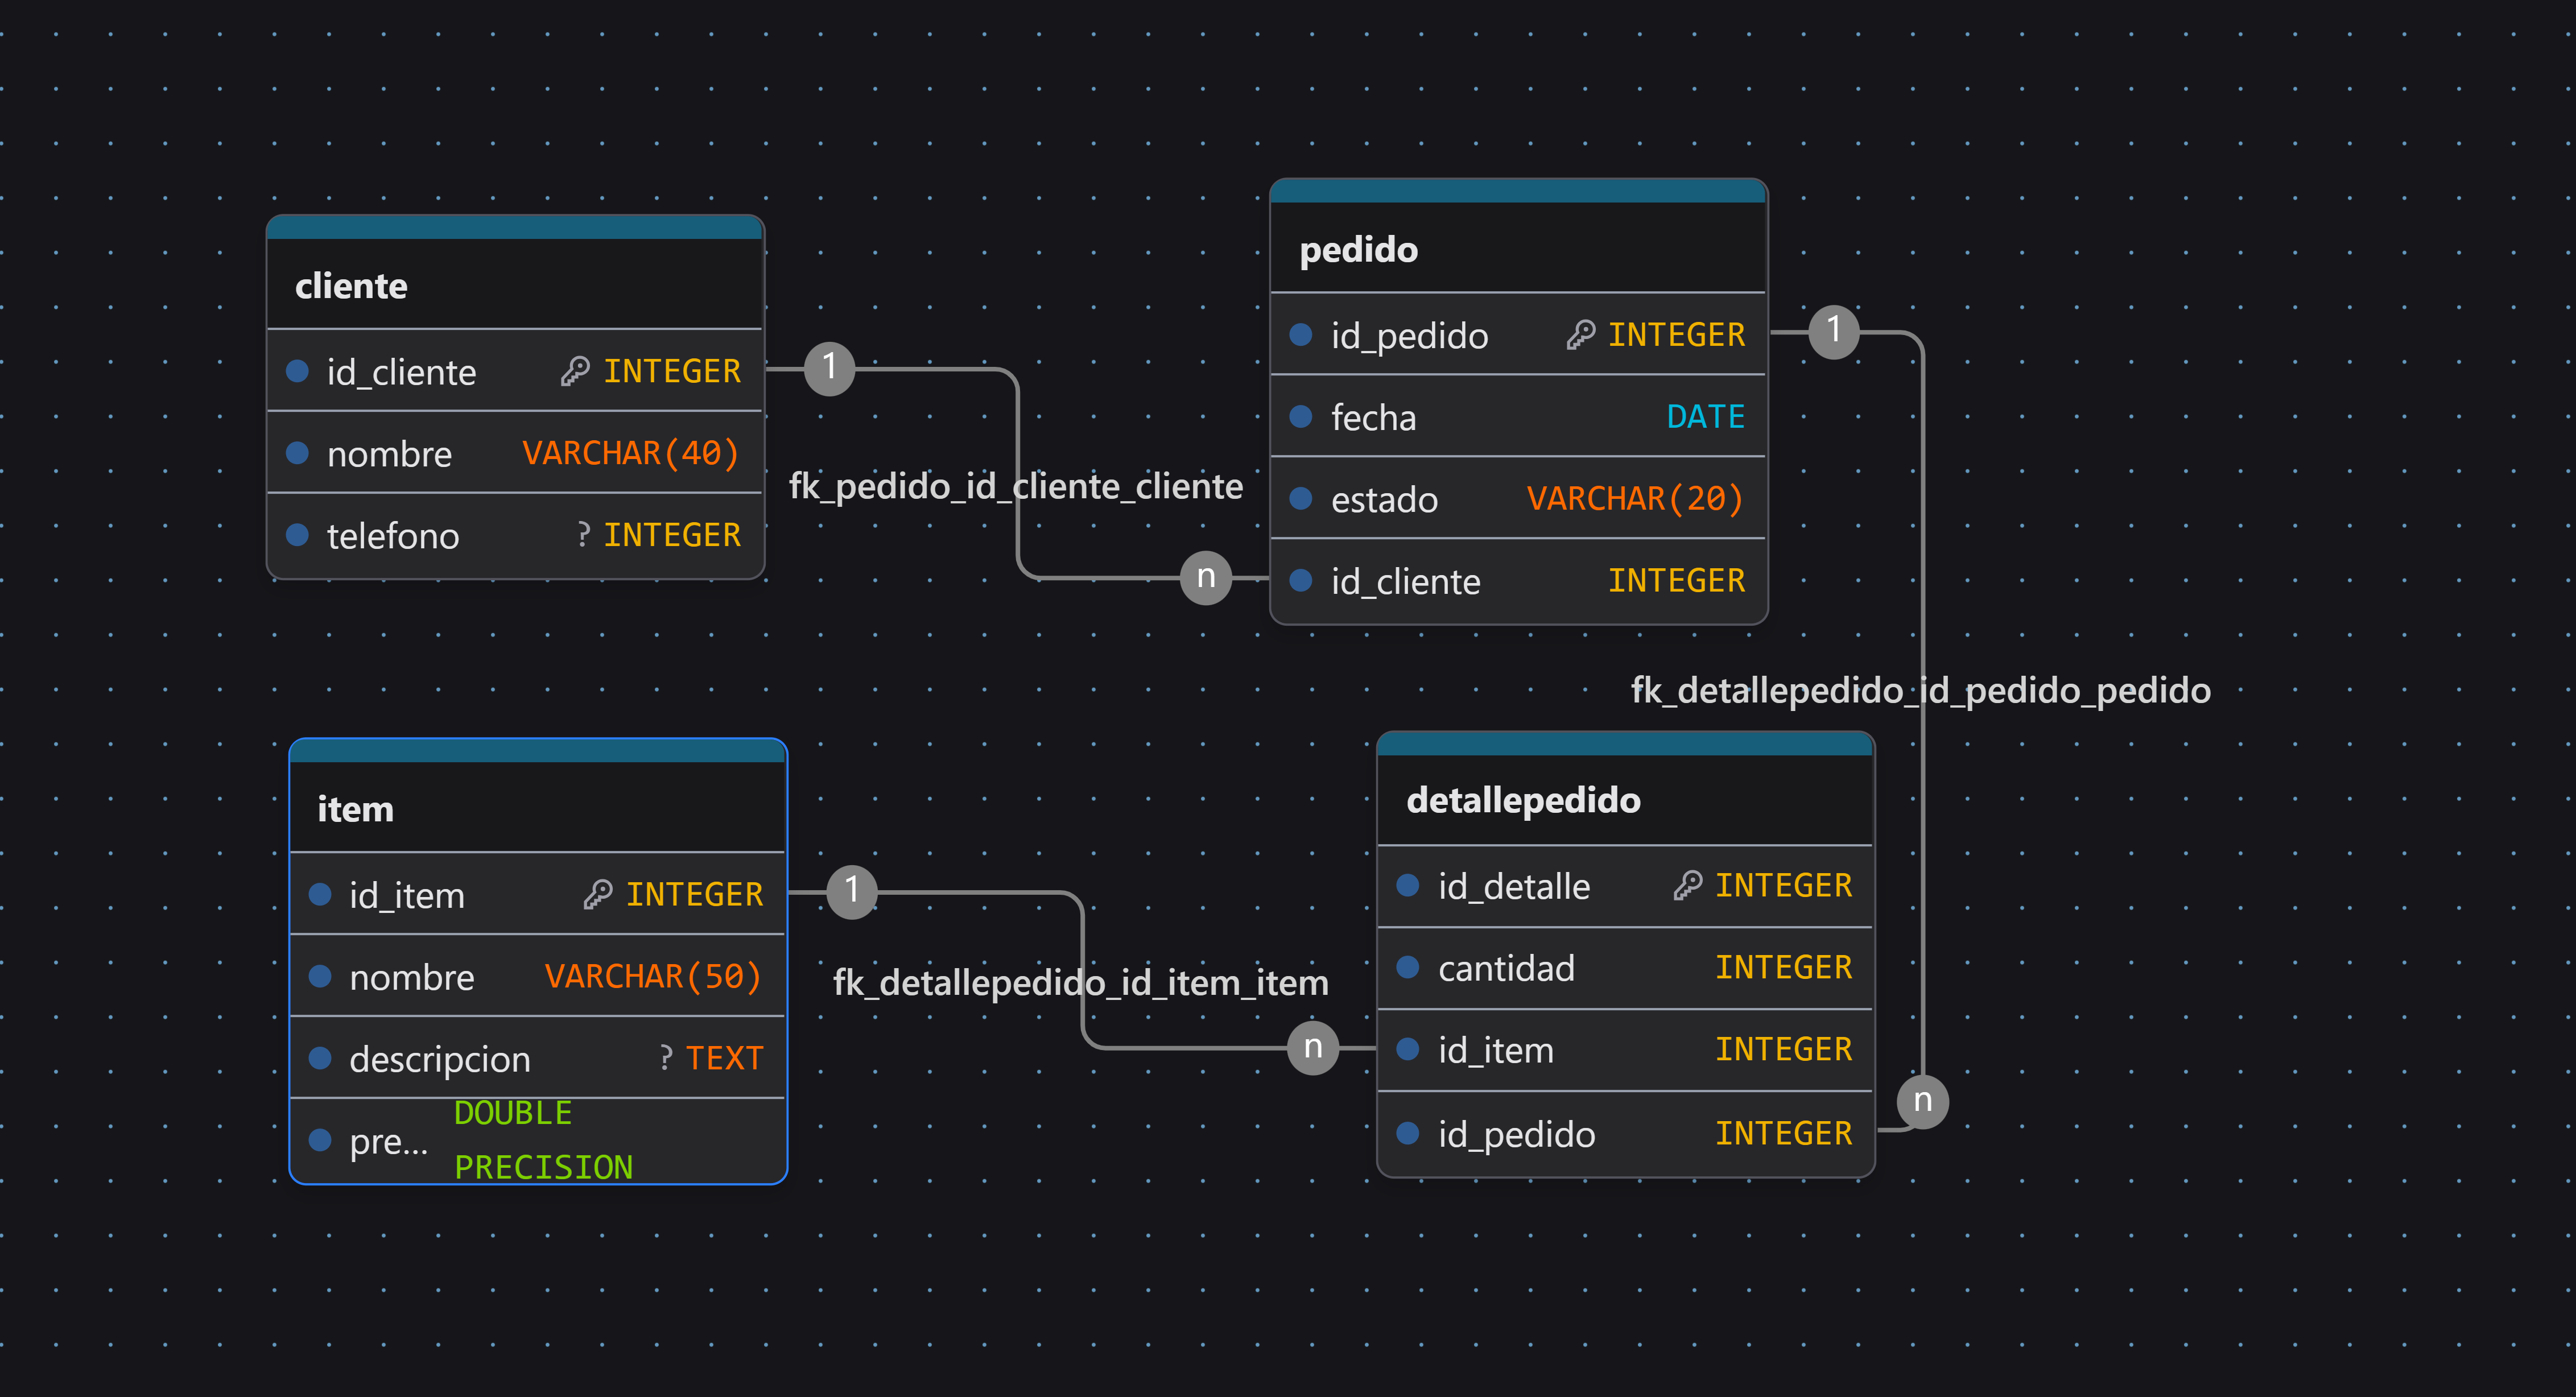 cliente
id_cliente INTEGER
nombre VARCHAR(40)
telefono ? INTEGER
1
fk_pedido_id_cliente_cliente
n
pedido
id_pedido INTEGER
fecha DATE
estado VARCHAR(20)
id_cliente INTEGER
1
fk_detallepedido_id_pedido_pedido
n
item
id_item INTEGER
nombre VARCHAR(50)
descripcion ? TEXT
pre... DOUBLE
PRECISION
1
fk_detallepedido_id_item_item
n
detallepedido
id_detalle INTEGER
cantidad INTEGER
id_item INTEGER
id_pedido INTEGER